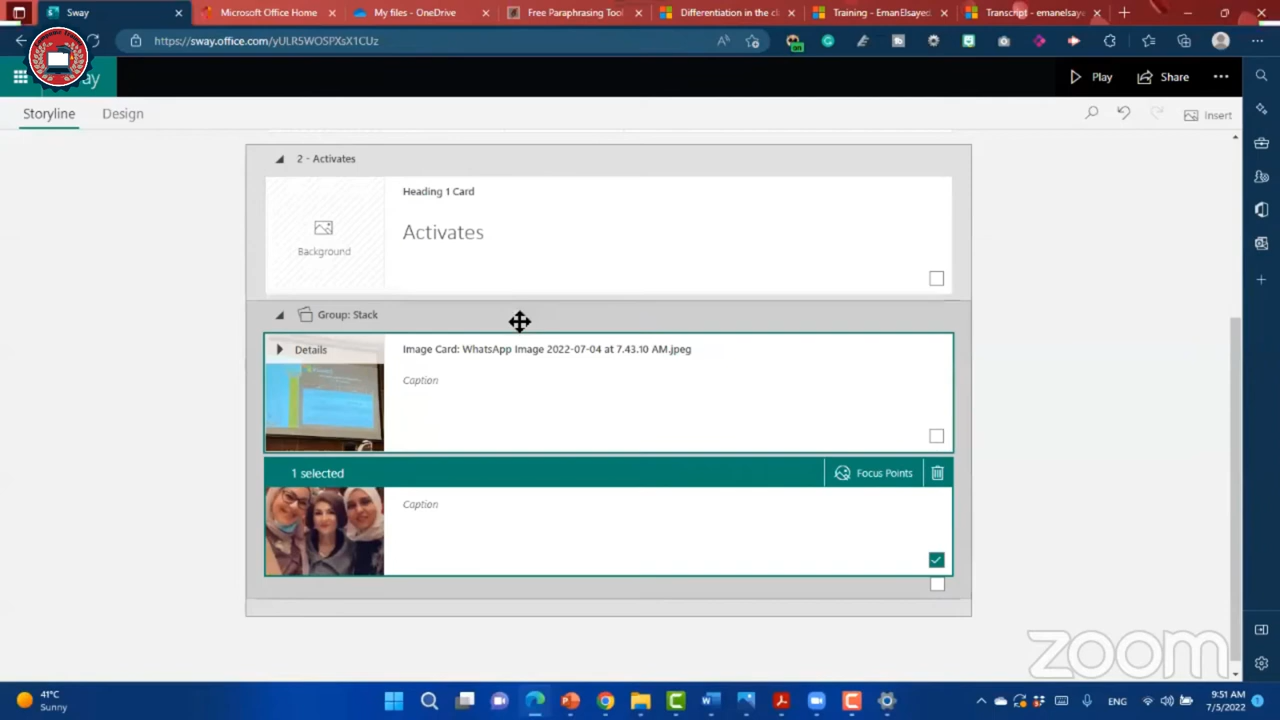 Sway
Microsoft Office Home
My files - OneDrive
Free Paraphrasing Tool
Differentiation in the cl
Training - EmanElsayed
Transcript - emanelsaye
https://sway.office.com/yULR5WOSPXsX1CUz
on
ay
Play
Share
Storyline
Design
Insert
2 - Activates
Heading 1 Card
Background
Activates
Group: Stack
Details
Image Card: WhatsApp Image 2022-07-04 at 7.43.10 AM.jpeg
Caption
1 selected
Focus Points
Caption
zoom
41°C
Sunny
ENG
9:51 AM
7/5/2022